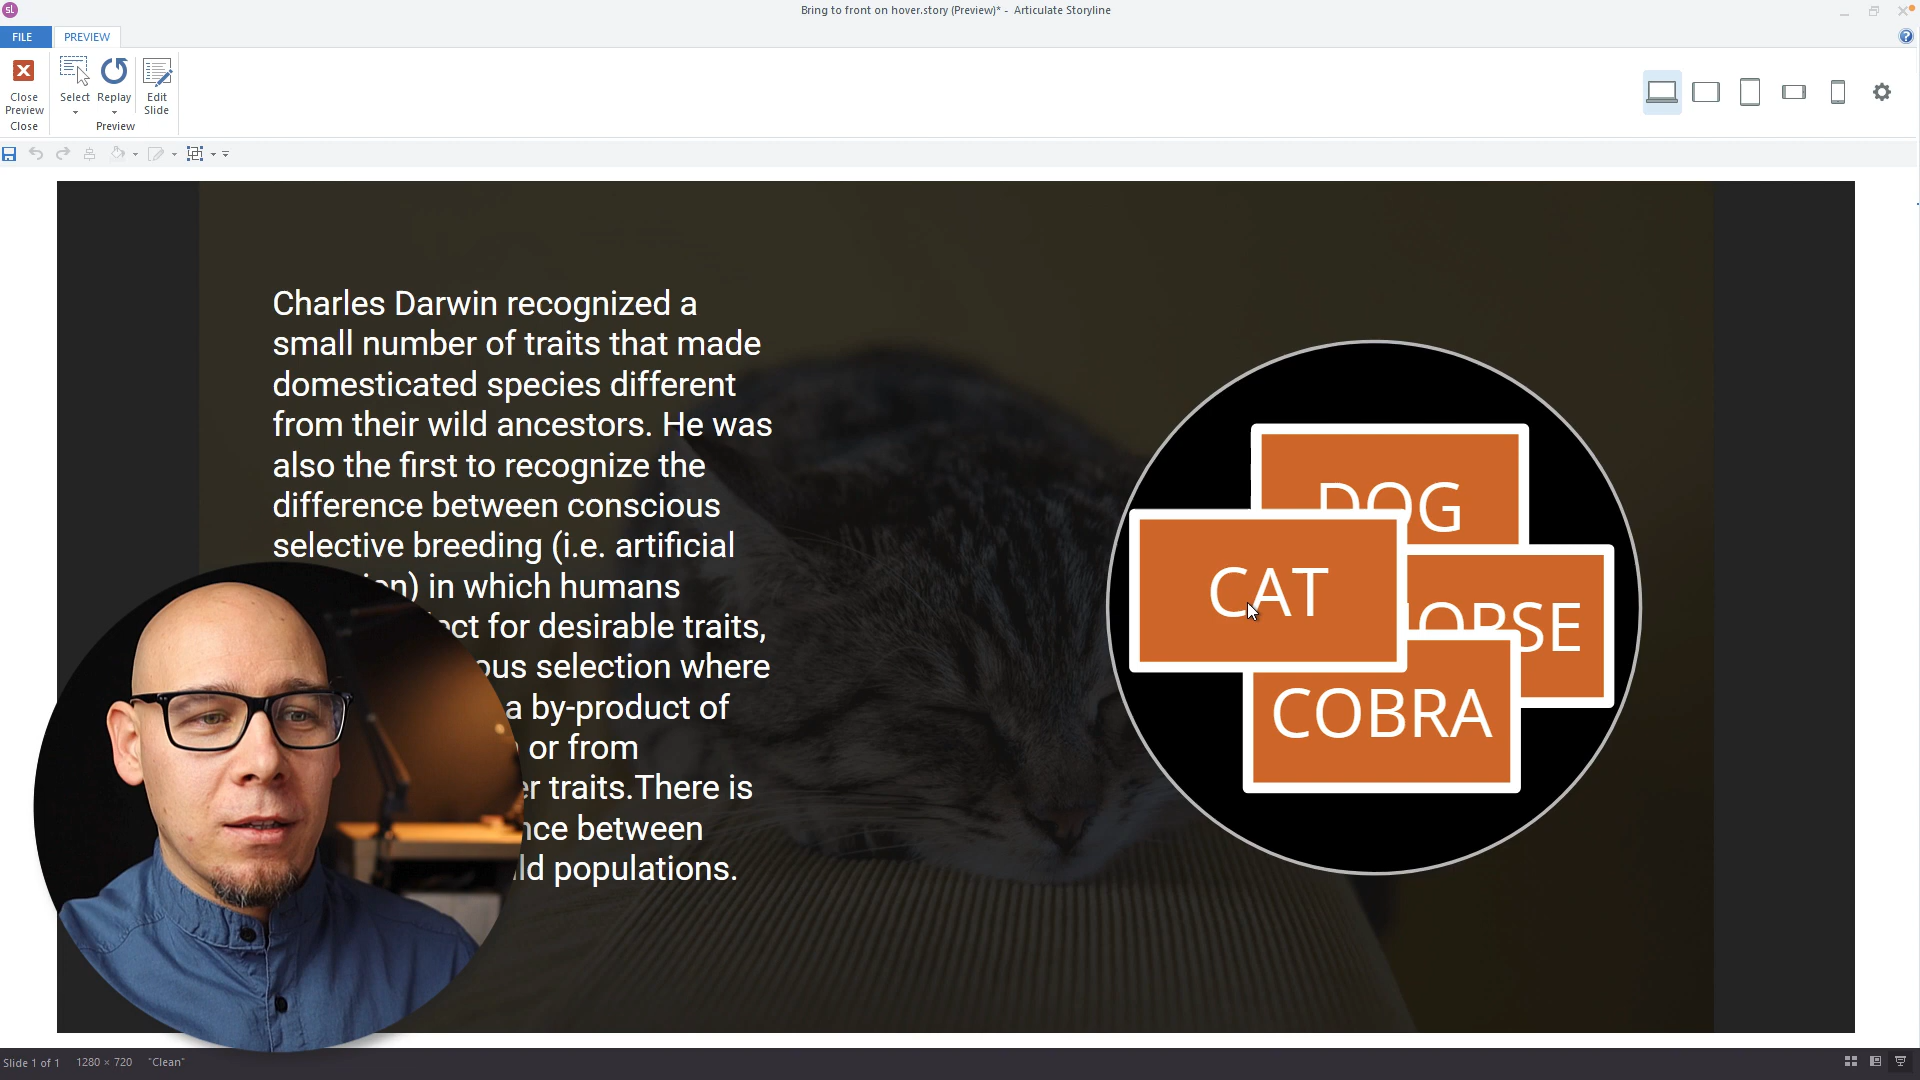 sl
Bring to front on hover.story (Preview)* - Articulate Storyline
FILE
PREVIEW
?
Close Preview
Select
Replay
Edit Slide
Close
Preview
Charles Darwin recognized a
small number of traits that made
domesticated species different
from their wild ancestors. He was
also the first to recognize the
difference between conscious
selective breeding (i.e. artificial
) in which humans
for desirable traits,
selection where
a by-product of
or from
traits.There is
between
populations.
DOG
CAT
COBRA
Slide 1 of 1
1280 × 720
"Clean"